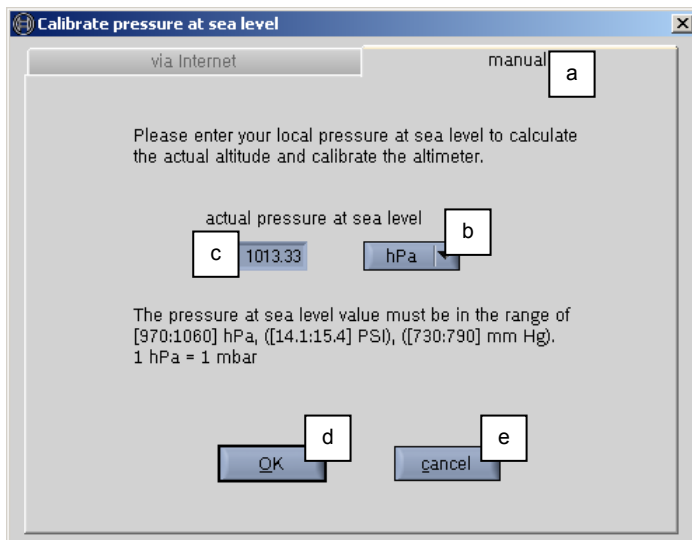 Calibrate pressure at sea level
via Internet
manual
a
Please enter your local pressure at sea level to calculate
the actual altitude and calibrate the altimeter.
actual pressure at sea level
b
c
1013.33
hPa
The pressure at sea level value must be in the range of
[970:1060] hPa, ([14.1:15.4] PSI), ([730:790] mm Hg).
1 hPa = 1 mbar
d
e
OK
cancel